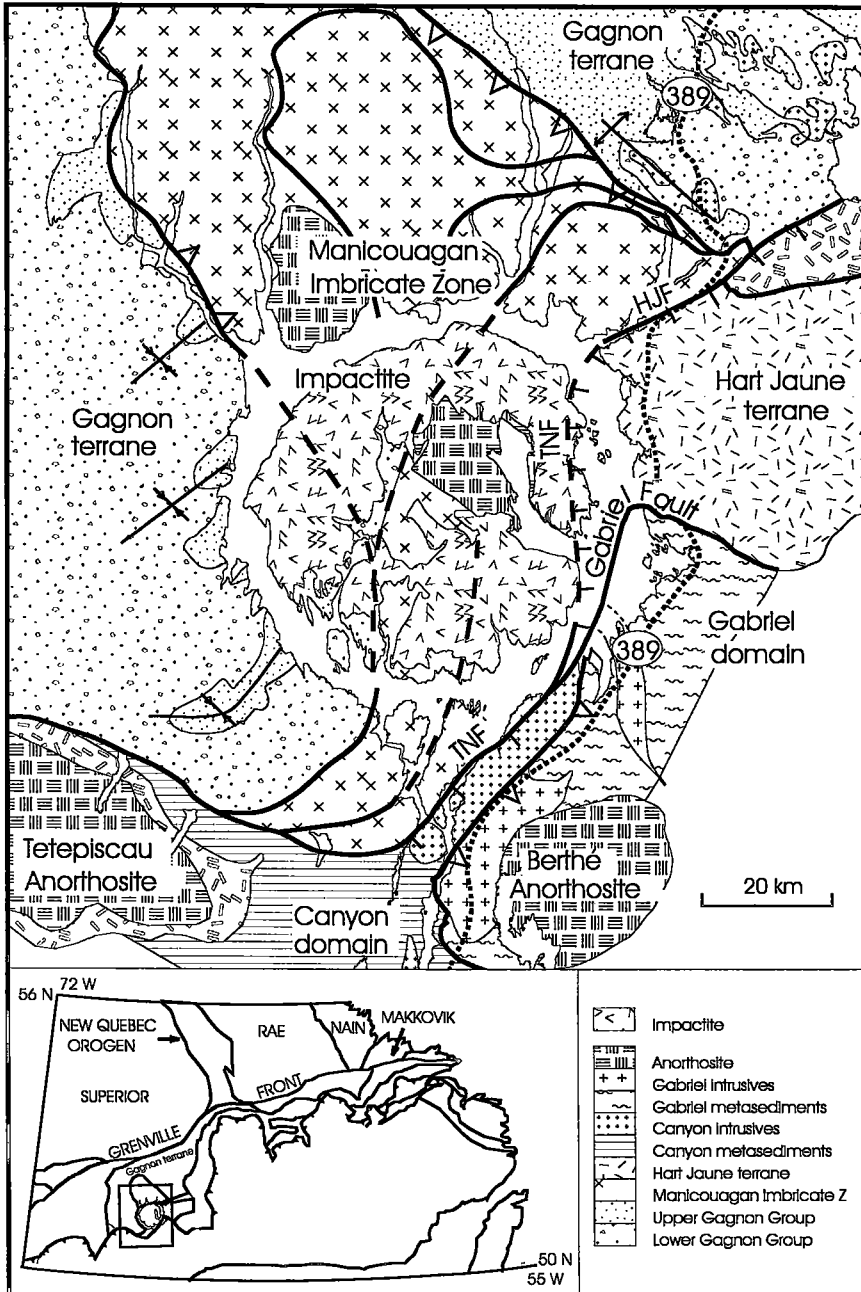 Gagnon
terrane
389
Manicouagan
Imbricate Zone
HJF
Impactite
Hart Jaune
terrane
Gagnon
terrane
TNF
Gabriel Fault
Gabriel
domain
389
TNF
Tetepiscau
Anorthosite
Berthé
Anorthosite
20 km
Canyon
domain
56 N
72 W
NEW QUEBEC
OROGEN
RAE
NAIN
MAKKOVIK
SUPERIOR
FRONT
GRENVILLE
Gagnon terrane
50 N
55 W
Impactite
Anorthosite
Gabriel intrusives
Gabriel metasediments
Canyon intrusives
Canyon metasediments
Hart Jaune terrane
Manicouagan Imbricate Z
Upper Gagnon Group
Lower Gagnon Group